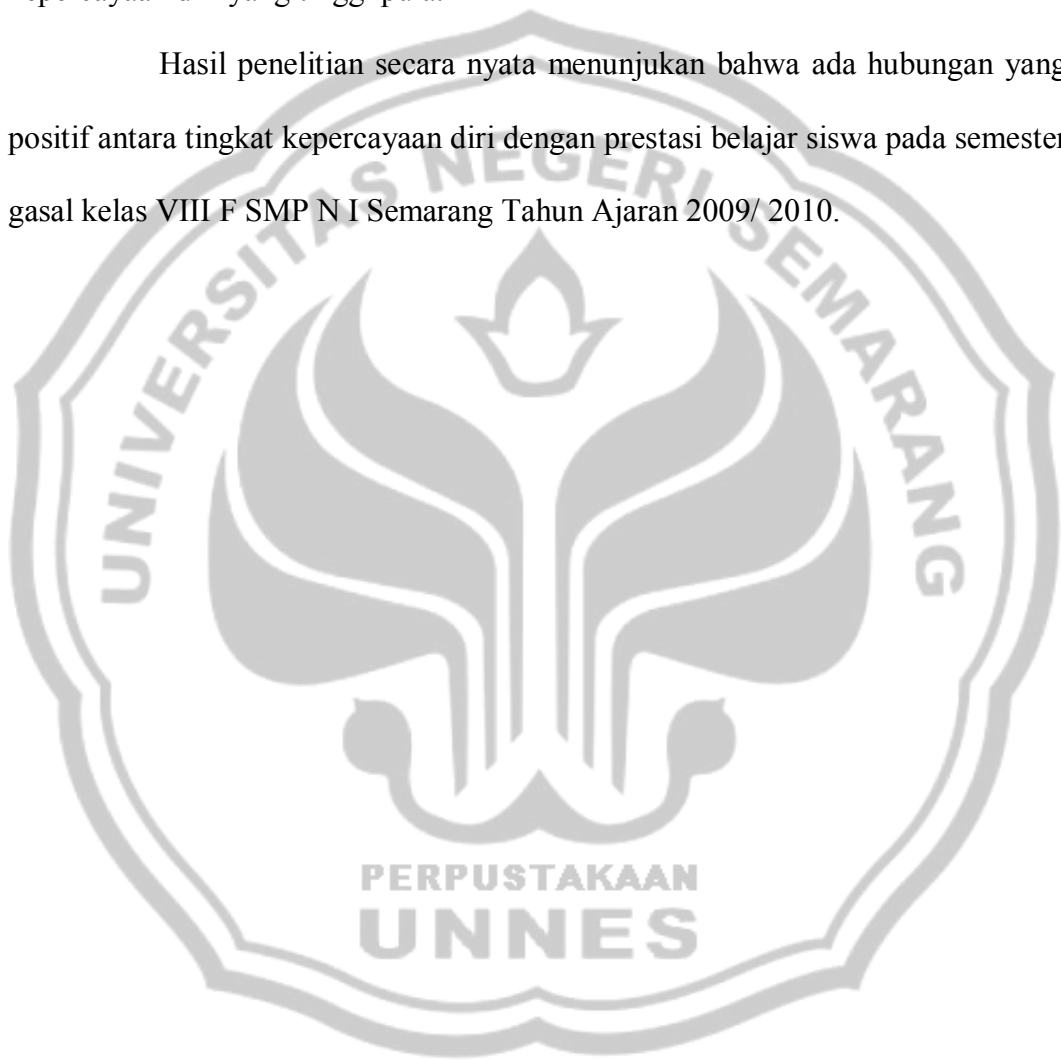 Hasil penelitian secara nyata menunjukan bahwa ada hubungan yang
positif antara tingkat kepercayaan diri dengan prestasi belajar siswa pada semester
gasal kelas VIII F SMP N I Semarang Tahun Ajaran 2009/ 2010.
UNIVERSITAS NEGERI SEMARANG
PERPUSTAKAAN
UNNES